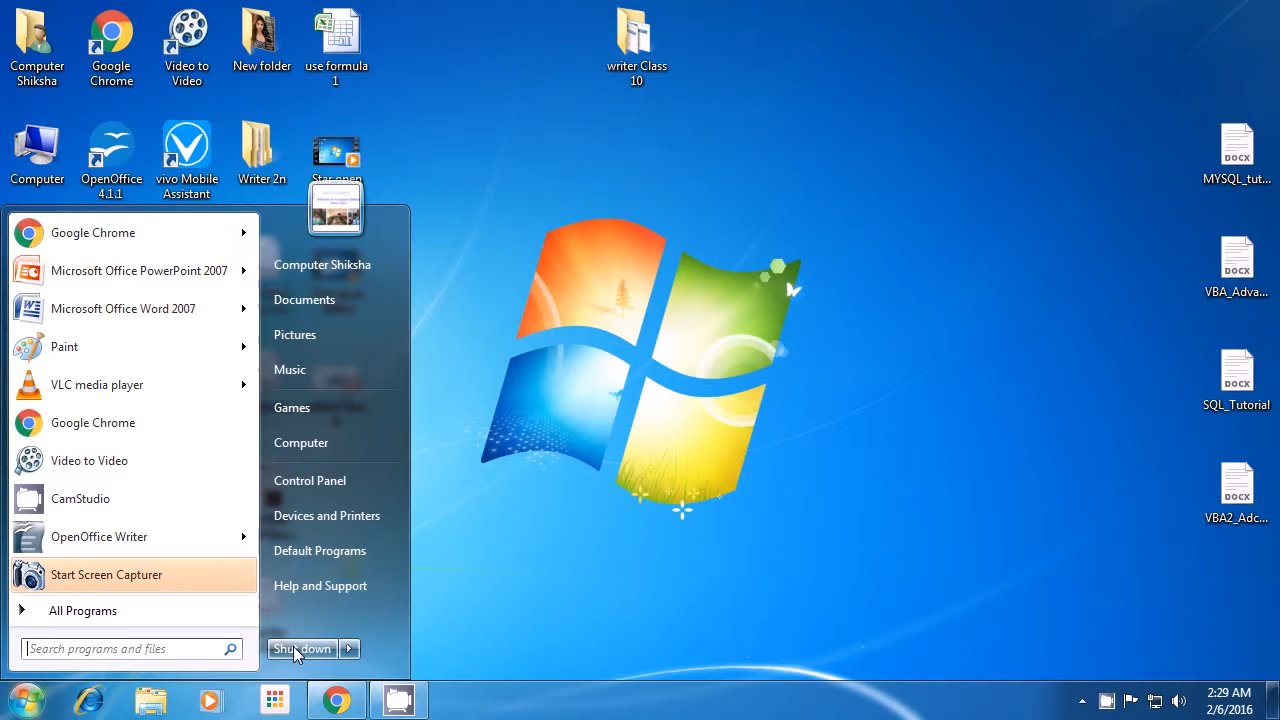 Computer
Shiksha
Google
Chrome
Video to
Video
New folder
use formula
1
writer Class
10
Computer
OpenOffice
4.1.1
vivo Mobile
Assistant
Writer 2n
DOCX
MYSQL_tut...
DOCX
VBA_Adva...
DOCX
SQL_Tutorial
DOCX
VBA2_Adc...
Google Chrome
Microsoft Office PowerPoint 2007
Microsoft Office Word 2007
Paint
VLC media player
Google Chrome
Video to Video
CamStudio
OpenOffice Writer
Start Screen Capturer
All Programs
Search programs and files
Computer Shiksha
Documents
Pictures
Music
Games
Computer
Control Panel
Devices and Printers
Default Programs
Help and Support
Shut down
2:29 AM
2/6/2016